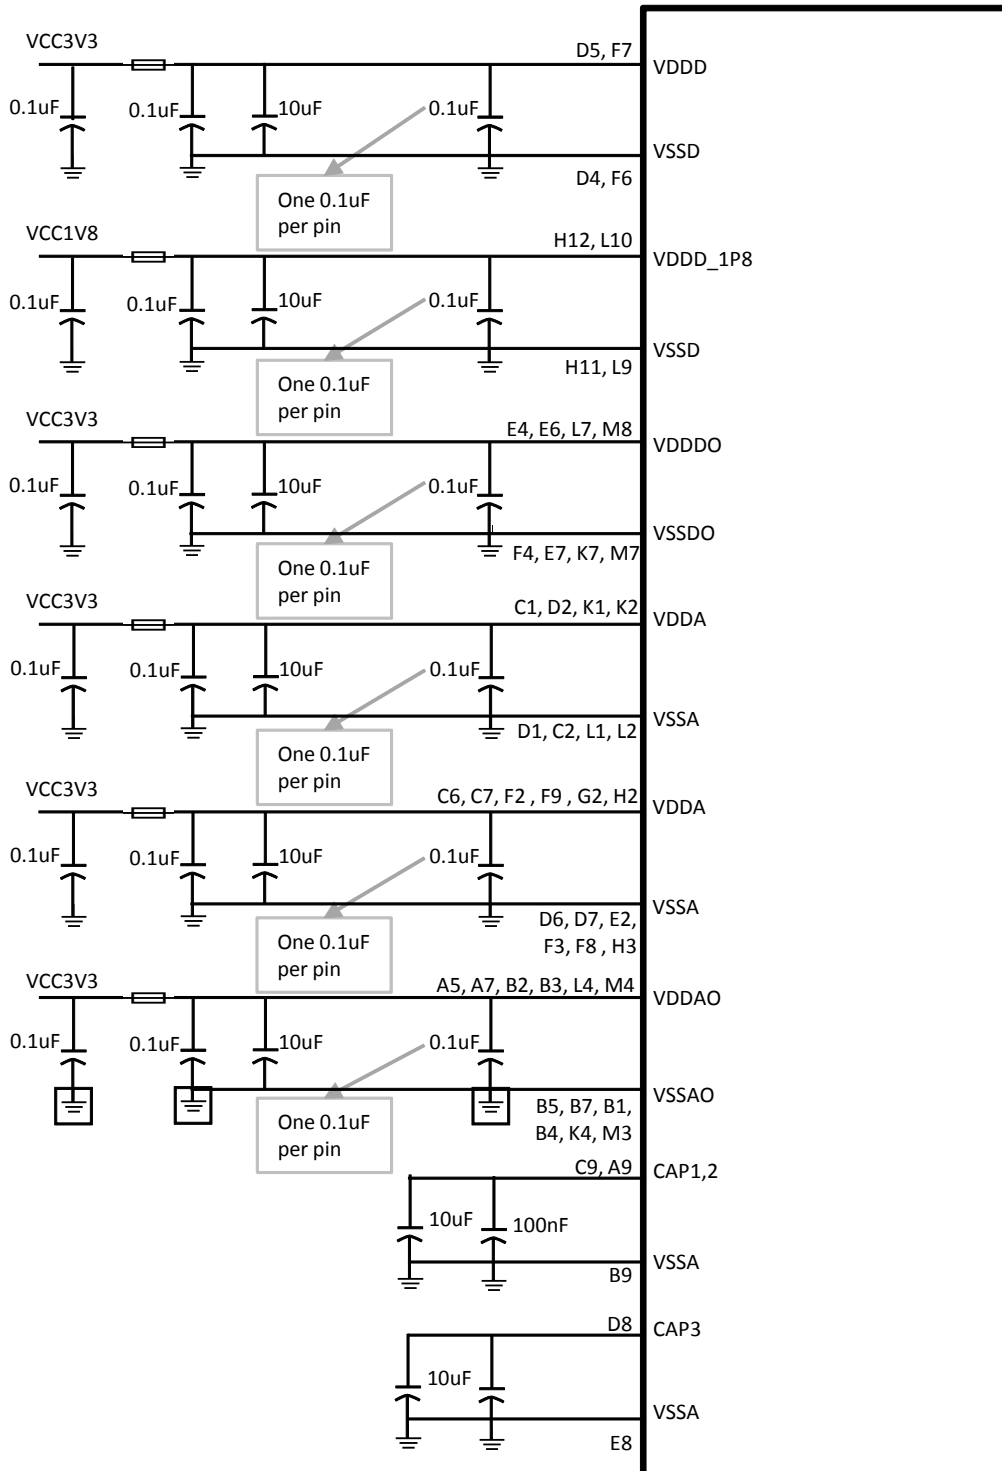 VCC3V3
D5, F7
VDDD
0.1uF
0.1uF
10uF
0.1uF
VSSD
D4, F6
One 0.1uF
per pin
VCC1V8
H12, L10
VDDD_1P8
0.1uF
0.1uF
10uF
0.1uF
VSSD
H11, L9
One 0.1uF
per pin
VCC3V3
E4, E6, L7, M8
VDDDO
0.1uF
0.1uF
10uF
0.1uF
VSSDO
F4, E7, K7, M7
One 0.1uF
per pin
VCC3V3
C1, D2, K1, K2
VDDA
0.1uF
0.1uF
10uF
0.1uF
VSSA
D1, C2, L1, L2
One 0.1uF
per pin
VCC3V3
C6, C7, F2 , F9 , G2, H2
VDDA
0.1uF
0.1uF
10uF
0.1uF
VSSA
D6, D7, E2,
F3, F8 , H3
One 0.1uF
per pin
VCC3V3
A5, A7, B2, B3, L4, M4
VDDAO
0.1uF
0.1uF
10uF
0.1uF
VSSAO
B5, B7, B1,
B4, K4, M3
One 0.1uF
per pin
C9, A9
CAP1,2
10uF
100nF
VSSA
B9
D8
CAP3
10uF
VSSA
E8